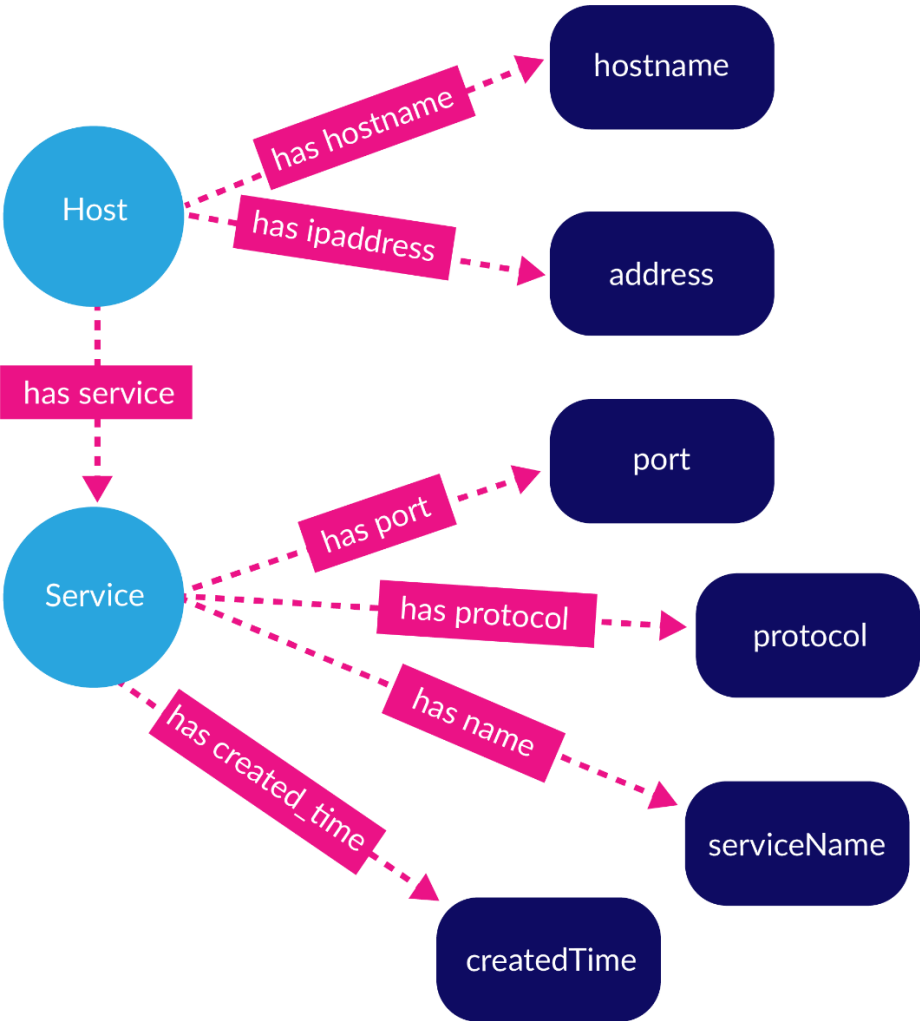 hostname
has hostname
Host
has ipaddress
address
has service
port
has port
Service
has protocol
protocol
has name
has created_time
serviceName
createdTime